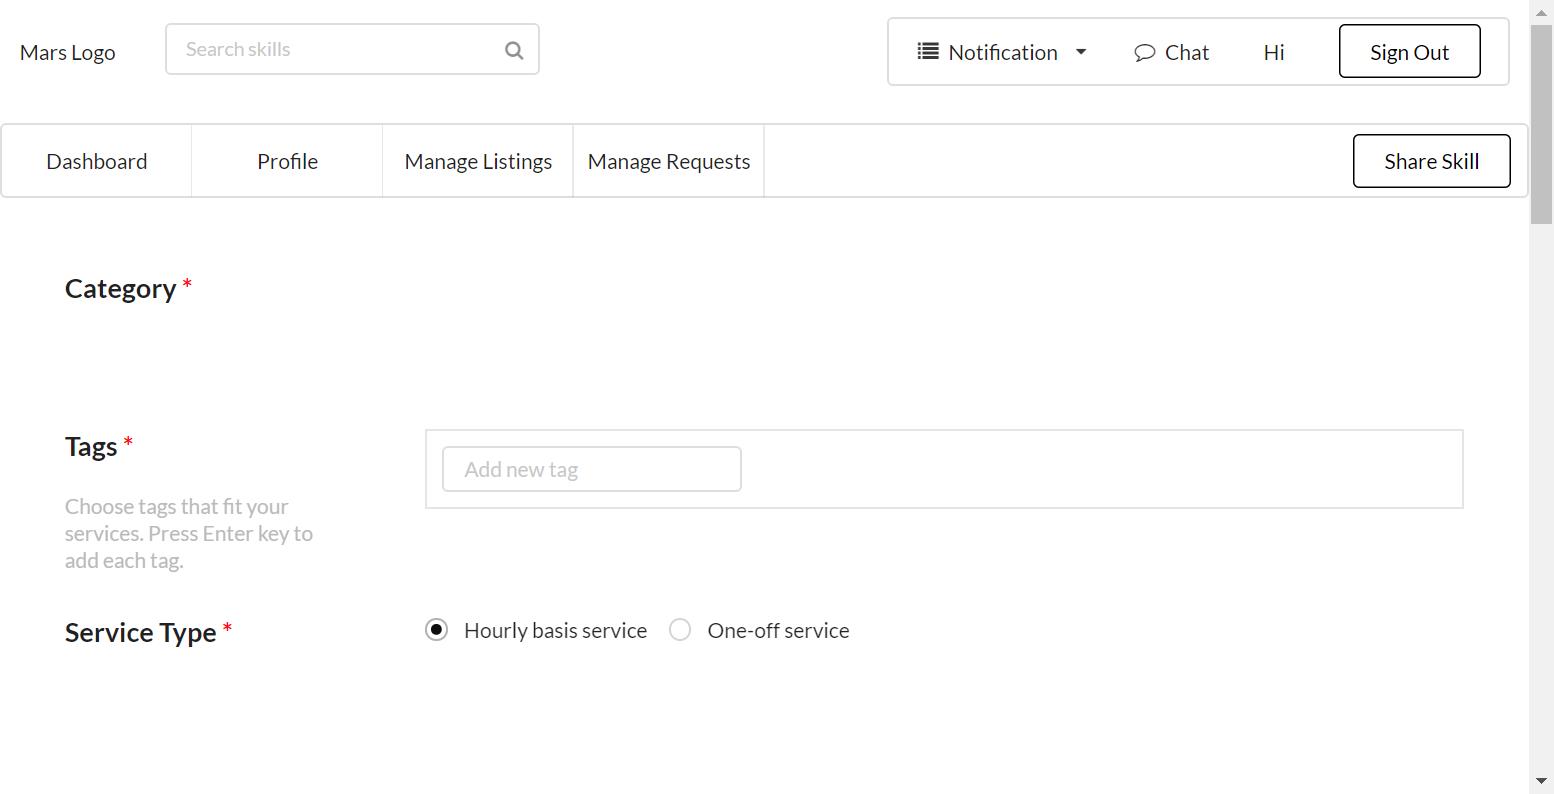 Mars Logo
Search skills
Notification
Chat
Hi
Sign Out
Dashboard
Profile
Manage Listings
Manage Requests
Share Skill
Category *
Tags *
Add new tag
Choose tags that fit your
services. Press Enter key to
add each tag.
Service Type *
Hourly basis service
One-off service